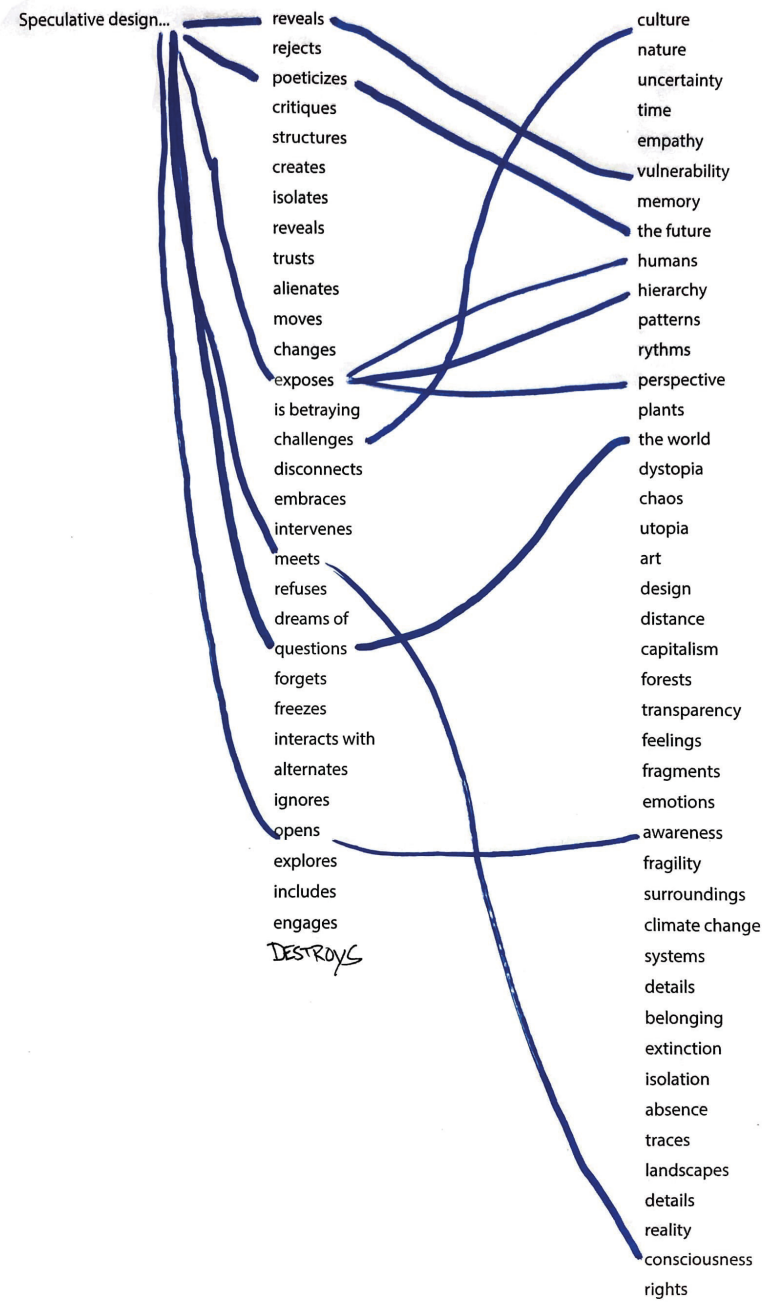 Speculative design...
reveals
rejects
poeticizes
critiques
structures
creates
isolates
reveals
trusts
alienates
moves
changes
exposes
is betraying
challenges
disconnects
embraces
intervenes
meets
refuses
dreams of
questions
forgets
freezes
interacts with
alternates
ignores
opens
explores
includes
engages
DESTROYS
culture
nature
uncertainty
time
empathy
vulnerability
memory
the future
humans
hierarchy
patterns
rythms
perspective
plants
the world
dystopia
chaos
utopia
art
design
distance
capitalism
forests
transparency
feelings
fragments
emotions
awareness
fragility
surroundings
climate change
systems
details
belonging
extinction
isolation
absence
traces
landscapes
details
reality
consciousness
rights